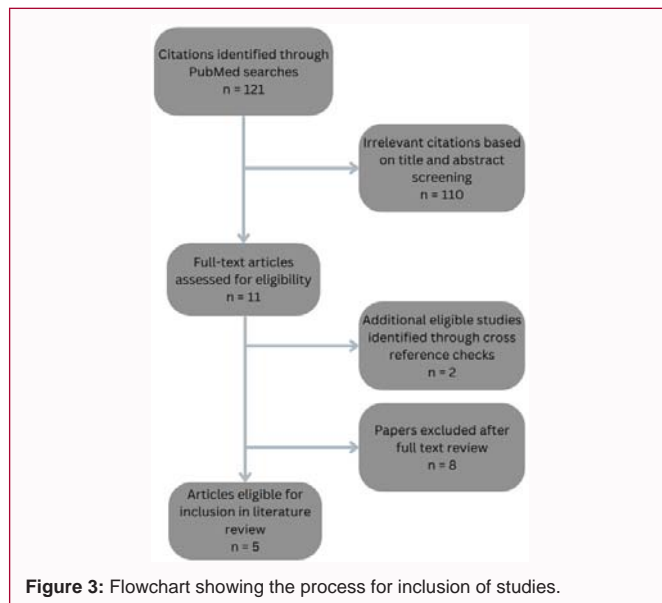 Citations identified through
PubMed searches
n = 121
Irrelevant citations based
on title and abstract
screening
n = 110
Full-text articles
assessed for eligibility
n = 11
Additional eligible studies
identified through cross
reference checks
n = 2
Papers excluded after
full text review
n = 8
Articles eligible for
inclusion in literature
review
n = 5
Figure 3: Flowchart showing the process for inclusion of studies.